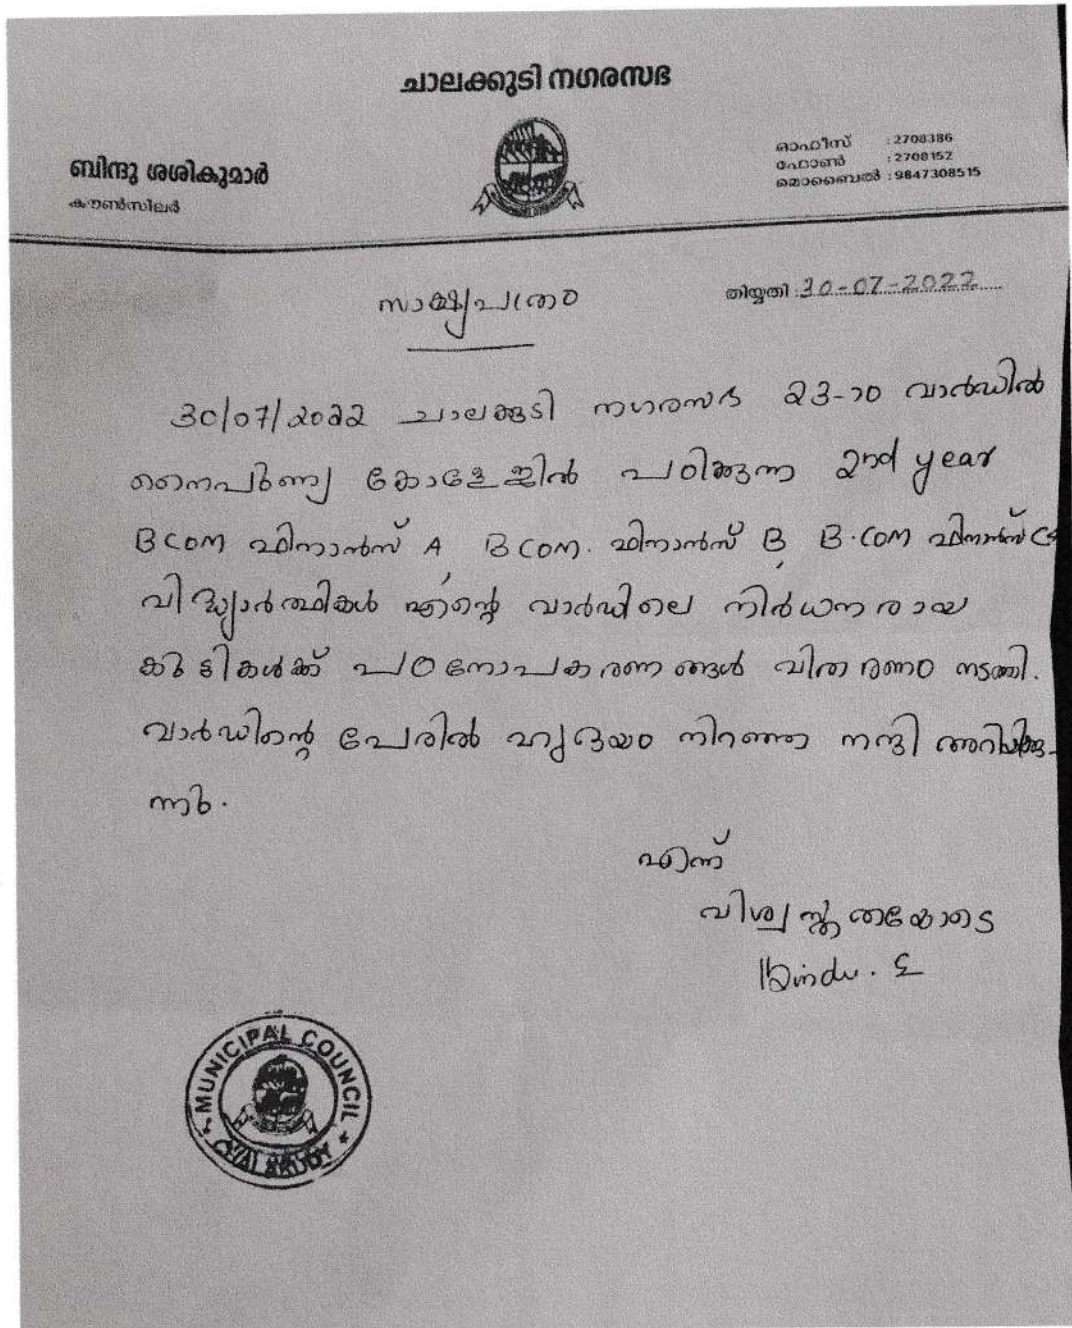 ചാലക്കുടി നഗരസഭ
ബിന്ദു ശശികുമാർ
കൗൺസിലർ
ഓഫീസ് : 2708386
ഫോൺ : 2708152
മൊബൈൽ : 9847308515
സാക്ഷ്യപത്രം
തിയ്യതി : 30-07-2022
30/07/2022 ചാലക്കുടി നഗരസഭ 23-ാം വാർഡിൽ
നൈപുണ്യ കോളേജിൽ പഠിക്കുന്ന 2nd year
BCOM ഫിനാൻസ് A, BCOM. ഫിനാൻസ് B, B.COM ഫിനാൻസ്
വിദ്യാർത്ഥികൾ എന്റെ വാർഡിലെ നിർധനരായ
കുട്ടികൾക്ക് പഠനോപകരണങ്ങൾ വിതരണം നടത്തി.
വാർഡിന്റെ പേരിൽ ഹൃദയം നിറഞ്ഞ നന്ദി അറിയിക്കു-
ന്നു.
എന്ന്
വിശ്വസ്തതയോടെ
Bindu. S
MUNICIPAL COUNCIL
CHALAKUDY